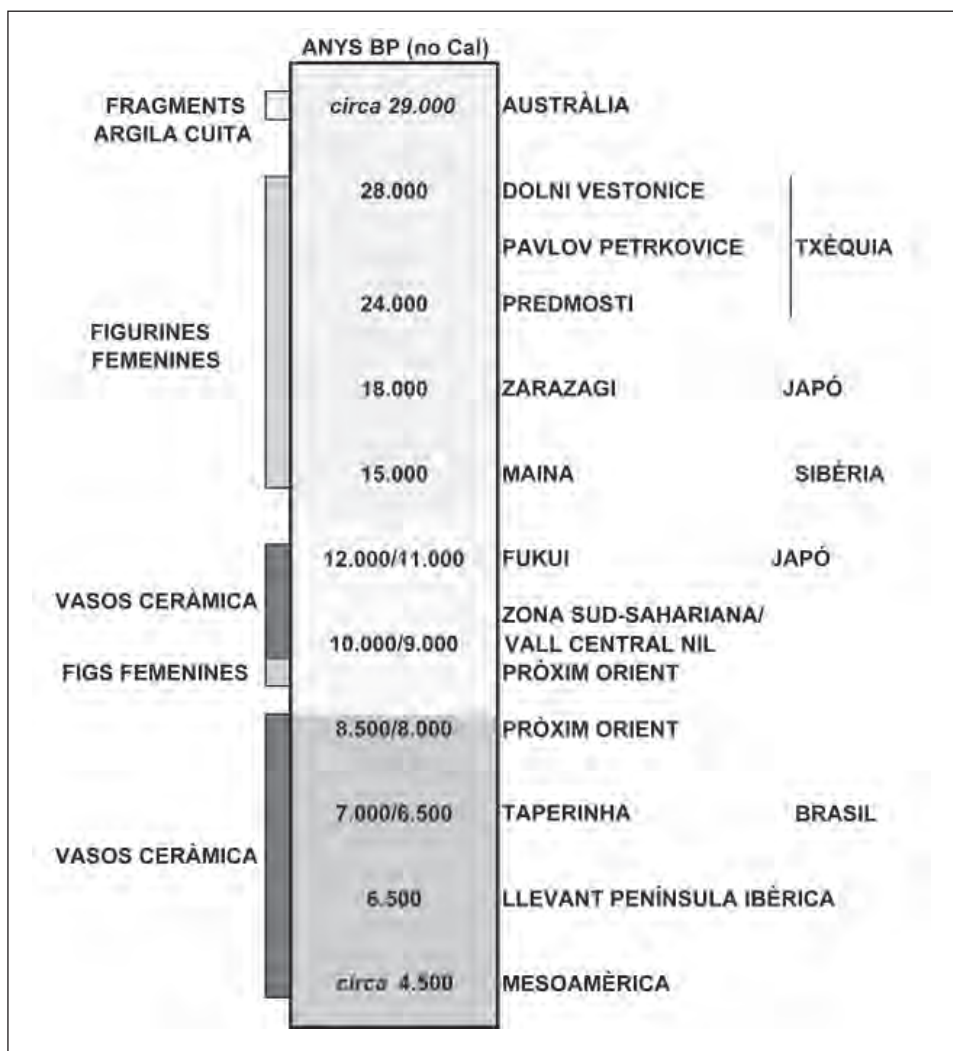 ANYS BP (no Cal)
FRAGMENTS ARGILA CUITA
circa 29.000 AUSTRÀLIA
28.000 DOLNI VESTONICE
PAVLOV PETRKOVICE TXÈQUIA
24.000 PREDMOSTI
FIGURINES
FEMENINES
18.000 ZARAZAGI JAPÓ
15.000 MAINA SIBÈRIA
12.000/11.000 FUKUI JAPÓ
VASOS CERÀMICA
ZONA SUD-SAHARIANA/
10.000/9.000 VALL CENTRAL NIL
FIGS FEMENINES PRÒXIM ORIENT
8.500/8.000 PRÒXIM ORIENT
7.000/6.500 TAPERINHA BRASIL
VASOS CERÀMICA
6.500 LLEVANT PENÍNSULA IBÈRICA
circa 4.500 MESOAMÈRICA